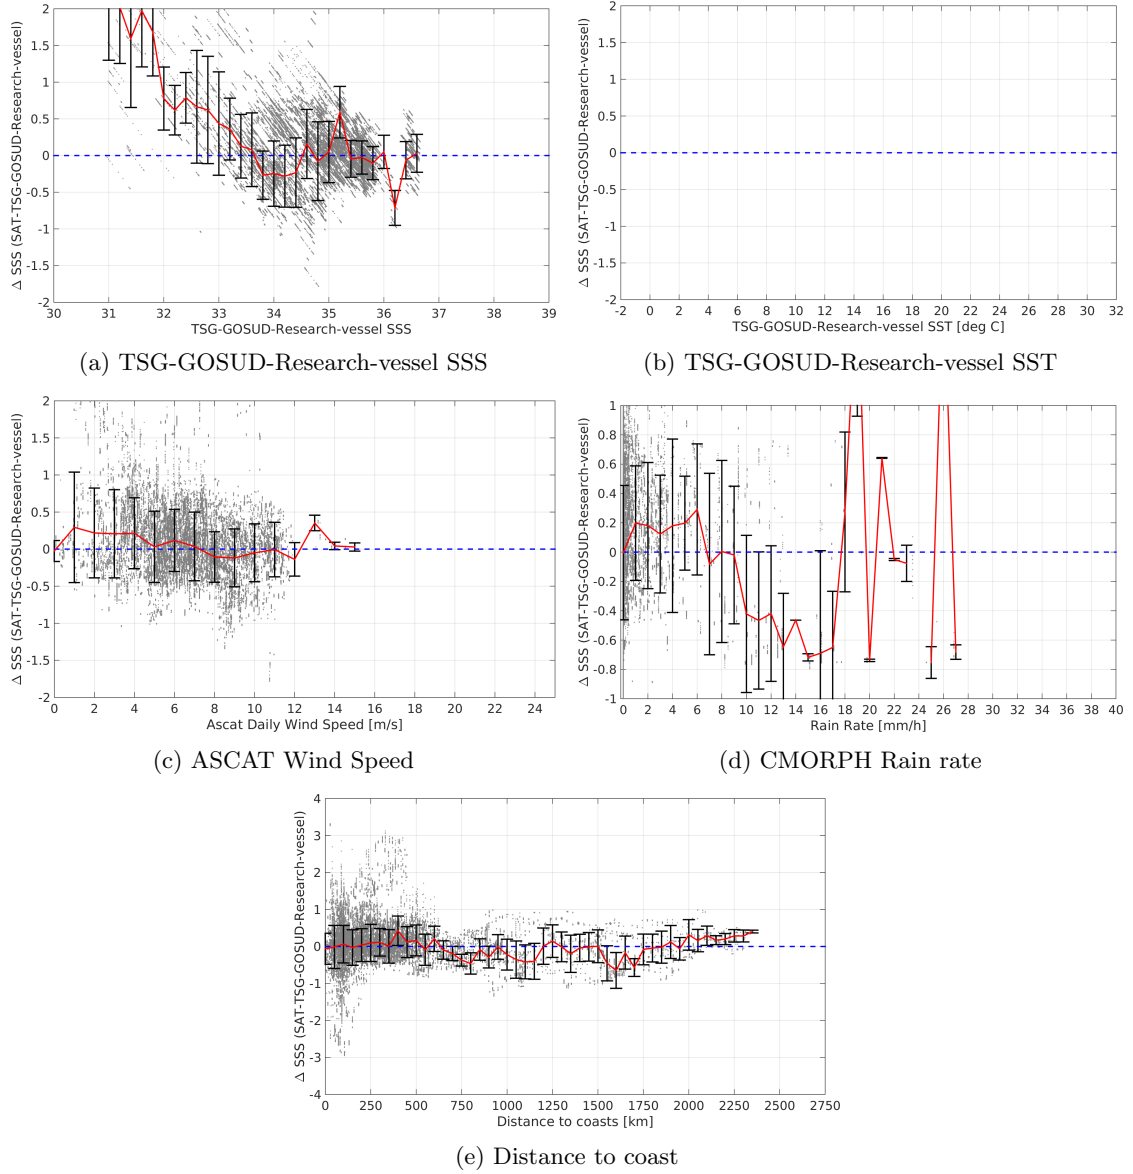 2
1.5
1
0.5
0
-0.5
-1
-1.5
-2
Δ SSS (SAT-TSG-GOSUD-Research-vessel)
30 31 32 33 34 35 36 37 38 39
TSG-GOSUD-Research-vessel SSS
(a) TSG-GOSUD-Research-vessel SSS
2
1.5
1
0.5
0
-0.5
-1
-1.5
-2
Δ SSS (SAT-TSG-GOSUD-Research-vessel)
-2 0 2 4 6 8 10 12 14 16 18 20 22 24 26 28 30 32
TSG-GOSUD-Research-vessel SST [deg C]
(b) TSG-GOSUD-Research-vessel SST
2
1.5
1
0.5
0
-0.5
-1
-1.5
-2
Δ SSS (SAT-TSG-GOSUD-Research-vessel)
0 2 4 6 8 10 12 14 16 18 20 22 24
Ascat Daily Wind Speed [m/s]
(c) ASCAT Wind Speed
1
0.8
0.6
0.4
0.2
0
-0.2
-0.4
-0.6
-0.8
-1
Δ SSS (SAT-TSG-GOSUD-Research-vessel)
0 2 4 6 8 10 12 14 16 18 20 22 24 26 28 30 32 34 36 38 40
Rain Rate [mm/h]
(d) CMORPH Rain rate
4
3
2
1
0
-1
-2
-3
-4
Δ SSS (SAT-TSG-GOSUD-Research-vessel)
0 250 500 750 1000 1250 1500 1750 2000 2250 2500 2750
Distance to coasts [km]
(e) Distance to coast